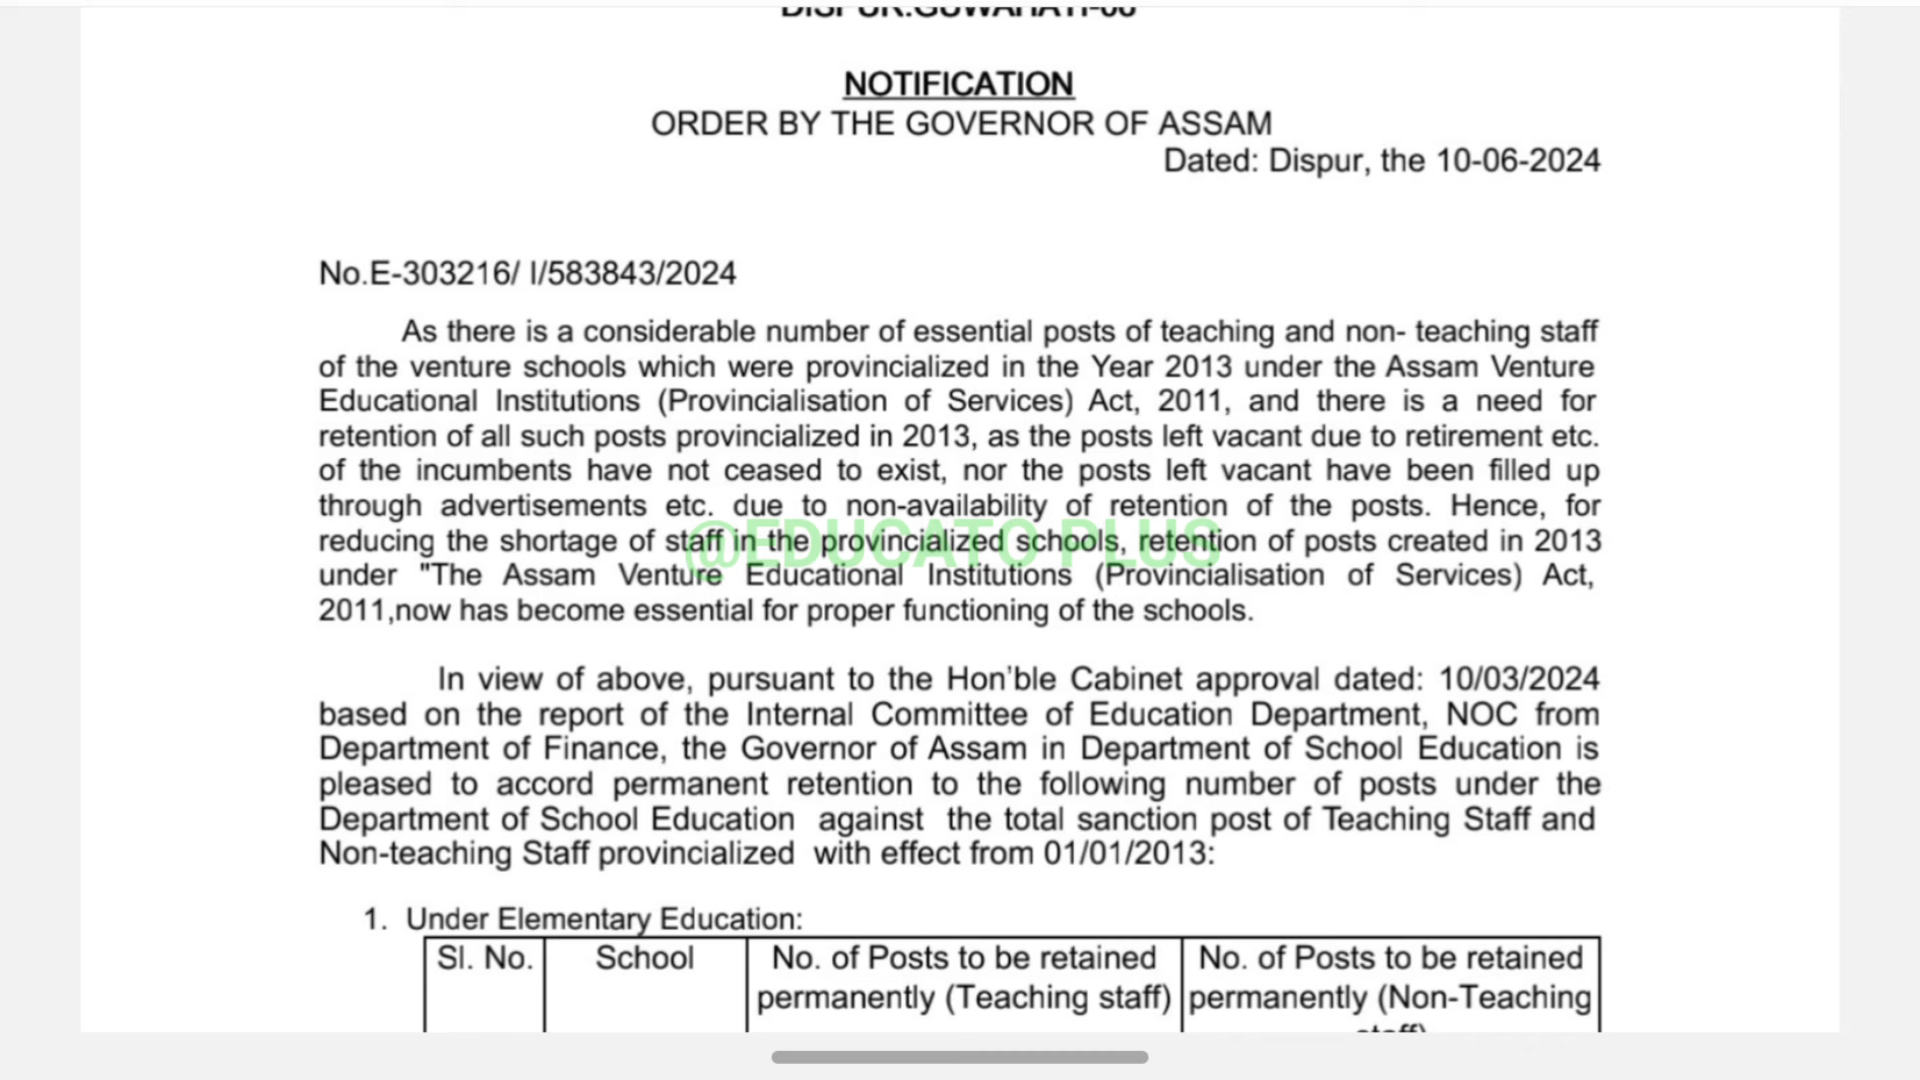 DISPUR:GUWAHATI-06
NOTIFICATION
ORDER BY THE GOVERNOR OF ASSAM
Dated: Dispur, the 10-06-2024
No.E-303216/ I/583843/2024
As there is a considerable number of essential posts of teaching and non- teaching staff
of the venture schools which were provincialized in the Year 2013 under the Assam Venture
Educational Institutions (Provincialisation of Services) Act, 2011, and there is a need for
retention of all such posts provincialized in 2013, as the posts left vacant due to retirement etc.
of the incumbents have not ceased to exist, nor the posts left vacant have been filled up
through advertisements etc. due to non-availability of retention of the posts. Hence, for
reducing the shortage of staff in the provincialized schools, retention of posts created in 2013
@EDUCATO PLUS
under "The Assam Venture Educational Institutions (Provincialisation of Services) Act,
2011,now has become essential for proper functioning of the schools.
In view of above, pursuant to the Hon'ble Cabinet approval dated: 10/03/2024
based on the report of the Internal Committee of Education Department, NOC from
Department of Finance, the Governor of Assam in Department of School Education is
pleased to accord permanent retention to the following number of posts under the
Department of School Education against the total sanction post of Teaching Staff and
Non-teaching Staff provincialized with effect from 01/01/2013:
1. Under Elementary Education:
Sl. No. School No. of Posts to be retained No. of Posts to be retained
permanently (Teaching staff) permanently (Non-Teaching
staff)